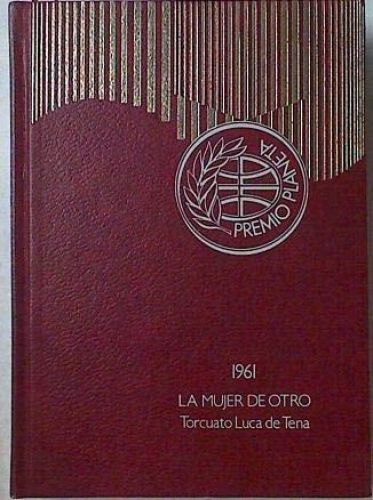 PREMIO PLANETA
1961
LA MUJER DE OTRO
Torcuato Luca de Tena